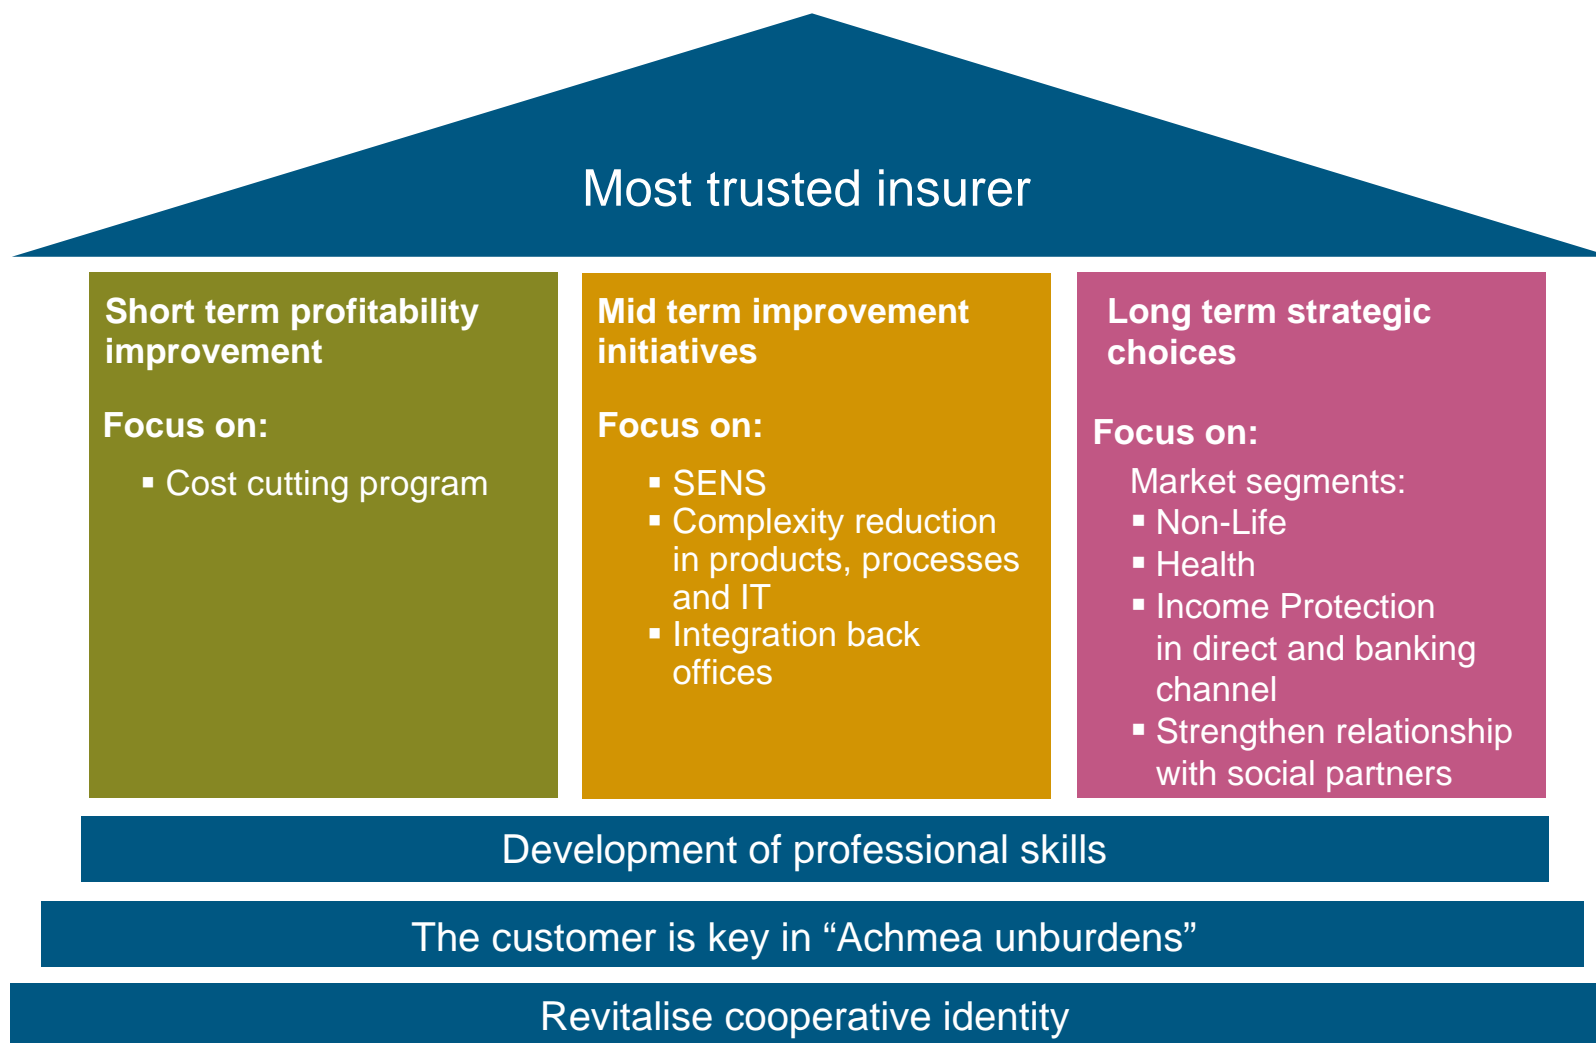 Most trusted insurer
Short term profitability
improvement
Focus on:
▪ Cost cutting program
Mid term improvement
initiatives
Focus on:
▪ SENS
▪ Complexity reduction
in products, processes
and IT
▪ Integration back
offices
Long term strategic
choices
Focus on:
Market segments:
▪ Non-Life
▪ Health
▪ Income Protection
in direct and banking
channel
▪ Strengthen relationship
with social partners
Development of professional skills
The customer is key in “Achmea unburdens”
Revitalise cooperative identity